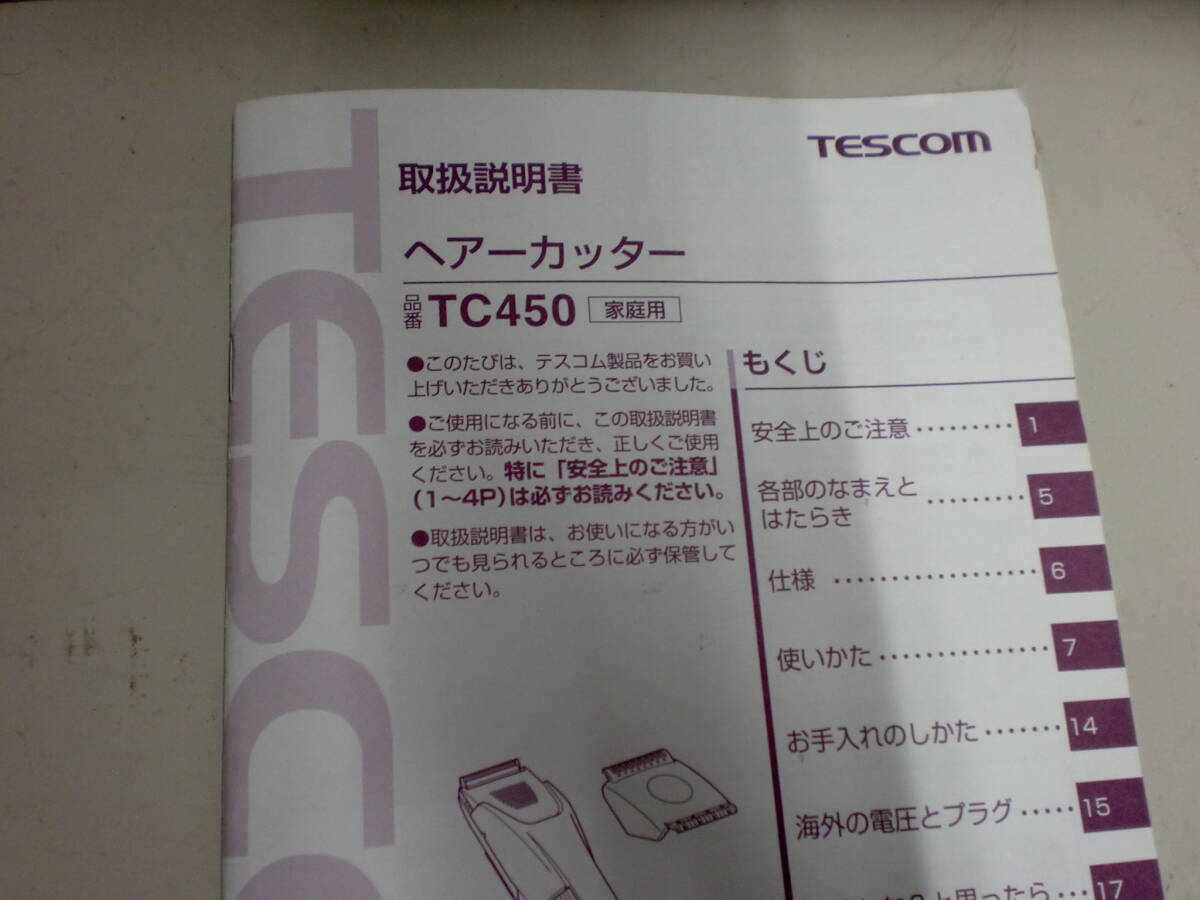 TESCOM
TESCO
取扱説明書
ヘアーカッター
品番 TC450 家庭用
●このたびは、テスコム製品をお買い
上げいただきありがとうございました。
●ご使用になる前に、この取扱説明書
を必ずお読みいただき、正しくご使用
ください。特に「安全上のご注意」
(1～4P)は必ずお読みください。
●取扱説明書は、お使いになる方がい
つでも見られるところに必ず保管して
ください。
もくじ
安全上のご注意 ········· 1
各部のなまえと
はたらき ········· 5
仕様 ·················· 6
使いかた ··············· 7
お手入れのしかた ······· 14
海外の電圧とプラグ ····· 15
と思ったら ··· 17